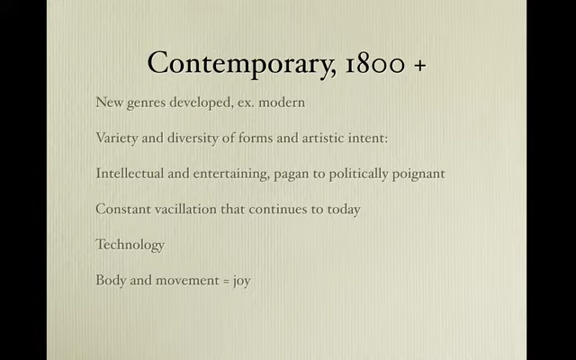 Contemporary, 1800 +
New genres developed, ex. modern
Variety and diversity of forms and artistic intent:
Intellectual and entertaining, pagan to politically poignant
Constant vacillation that continues to today
Technology
Body and movement = joy